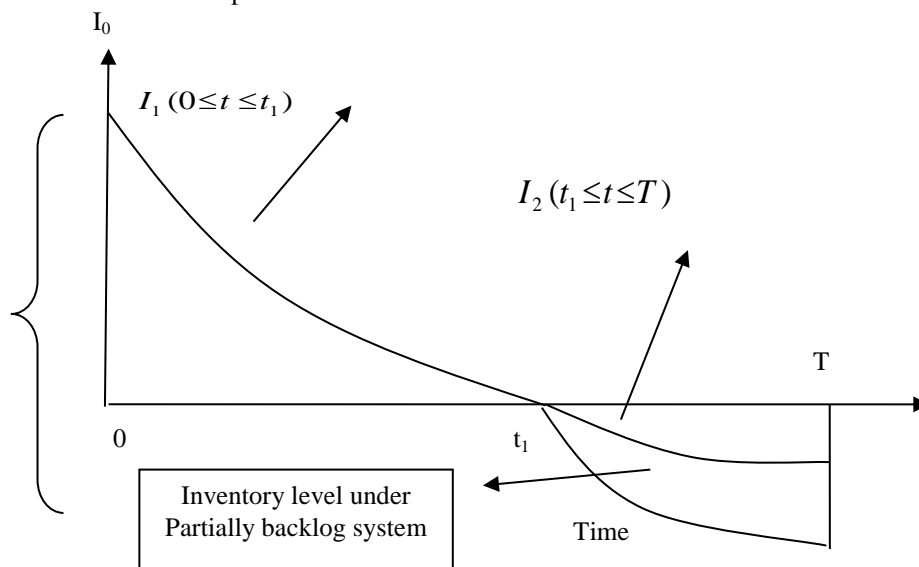 I₀
I₁ (0≤t ≤t₁)
I₂ (t₁ ≤t≤T)
T
0
t₁
Inventory level under
Partially backlog system
Time